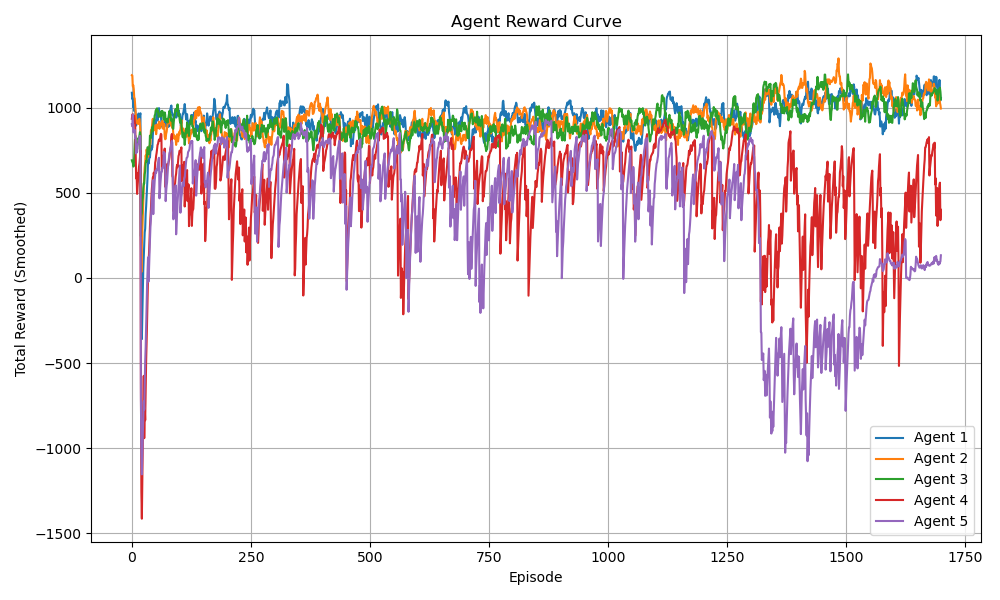 Agent Reward Curve
Total Reward (Smoothed)
1000
500
0
−500
−1000
−1500
0
250
500
750
1000
1250
1500
1750
Episode
Agent 1
Agent 2
Agent 3
Agent 4
Agent 5